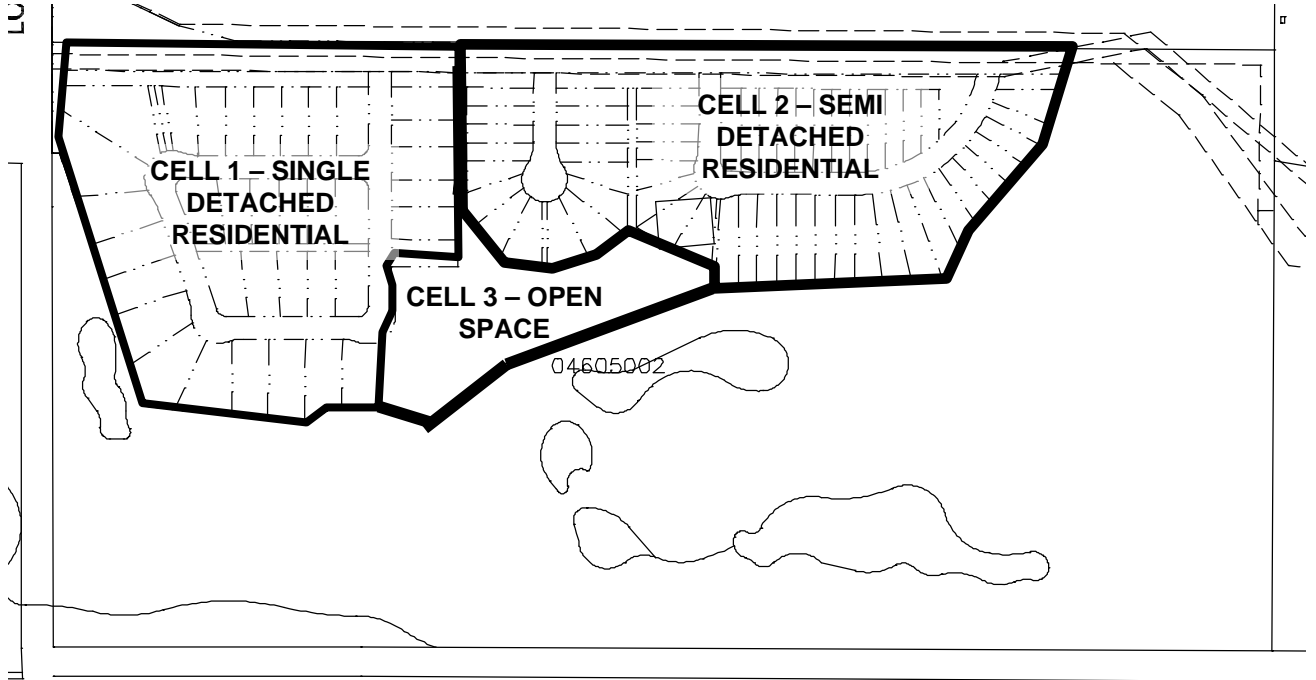 CELL 1 – SINGLE
DETACHED
RESIDENTIAL
CELL 2 – SEMI
DETACHED
RESIDENTIAL
CELL 3 – OPEN
SPACE
04605002